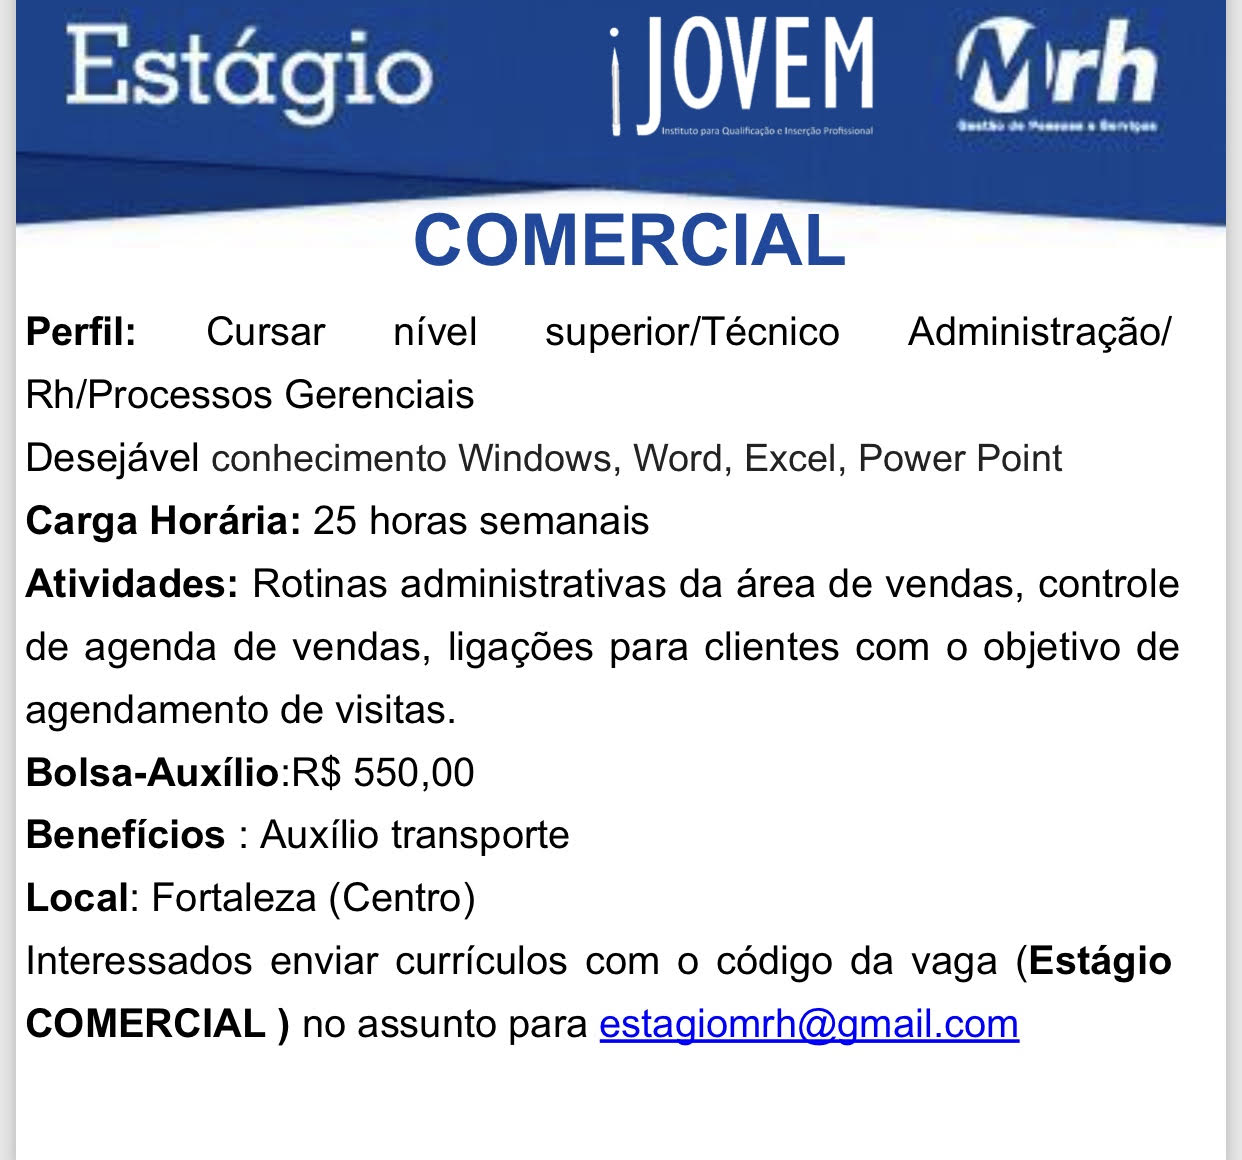 Estágio
iJOVEM
Instituto para Qualificação e Inserção Profissional
Mrh
Gestão de Pessoas e Serviços
COMERCIAL
Perfil: Cursar nível superior/Técnico Administração/
Rh/Processos Gerenciais
Desejável conhecimento Windows, Word, Excel, Power Point
Carga Horária: 25 horas semanais
Atividades: Rotinas administrativas da área de vendas, controle
de agenda de vendas, ligações para clientes com o objetivo de
agendamento de visitas.
Bolsa-Auxílio:R$ 550,00
Benefícios : Auxílio transporte
Local: Fortaleza (Centro)
Interessados enviar currículos com o código da vaga (Estágio
COMERCIAL ) no assunto para estagiomrh@gmail.com